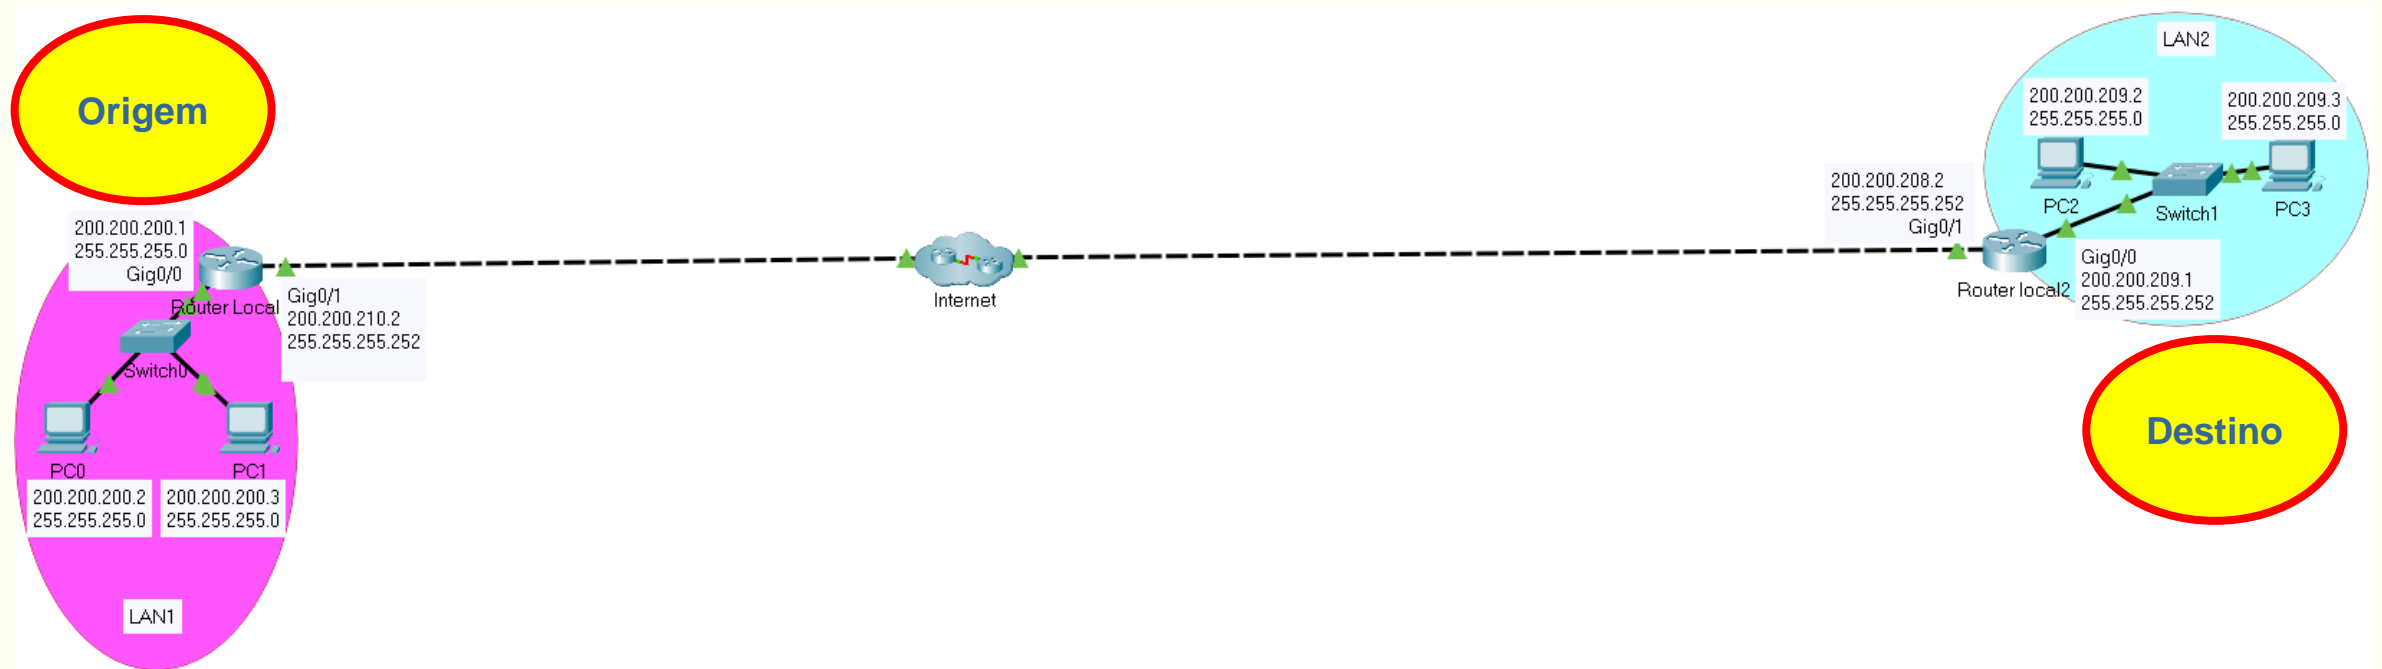 Origem
200.200.200.1
255.255.255.0
Gig0/0
Router Local
Gig0/1
200.200.210.2
255.255.255.252
Switch0
PC0
PC1
200.200.200.2
255.255.255.0
200.200.200.3
255.255.255.0
LAN1
Internet
LAN2
200.200.209.2
255.255.255.0
200.200.209.3
255.255.255.0
PC2
Switch1
PC3
200.200.208.2
255.255.255.252
Gig0/1
Router local2
Gig0/0
200.200.209.1
255.255.255.252
Destino